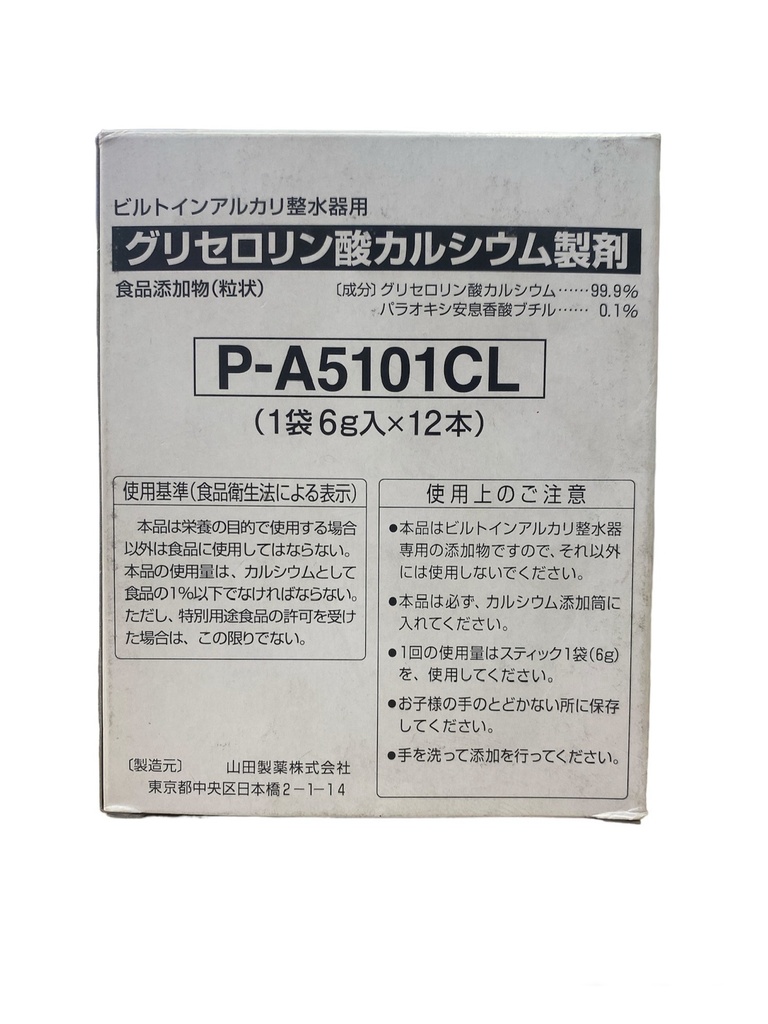 ビルトインアルカリ整水器用
グリセロリン酸カルシウム製剤
食品添加物(粒状)
〔成分〕グリセロリン酸カルシウム……99.9%
パラオキシ安息香酸ブチル…… 0.1%
P-A5101CL
(1袋6g入×12本)
使用基準(食品衛生法による表示)
本品は栄養の目的で使用する場合
以外は食品に使用してはならない。
本品の使用量は、カルシウムとして
食品の1%以下でなければならない。
ただし、特別用途食品の許可を受け
た場合は、この限りでない。
使用上のご注意
●本品はビルトインアルカリ整水器
専用の添加物ですので、それ以外
には使用しないでください。
●本品は必ず、カルシウム添加筒に
入れてください。
●1回の使用量はスティック1袋(6g)
を、使用してください。
●お子様の手のとどかない所に保存
してください。
●手を洗って添加を行ってください。
〔製造元〕 山田製薬株式会社
東京都中央区日本橋2-1-14